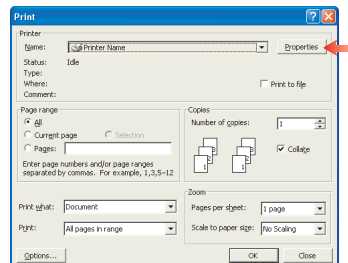 Print
Printer
Name: Printer Name Properties
Status: Idle
Type:
Where: Print to file
Comment:
Page range
All
Current page Selection
Pages:
Enter page numbers and/or page ranges
separated by commas. For example, 1,3,5–12
Copies
Number of copies: 1
Collate
Print what: Document
Print: All pages in range
Zoom
Pages per sheet: 1 page
Scale to paper size: No Scaling
Options... OK Close